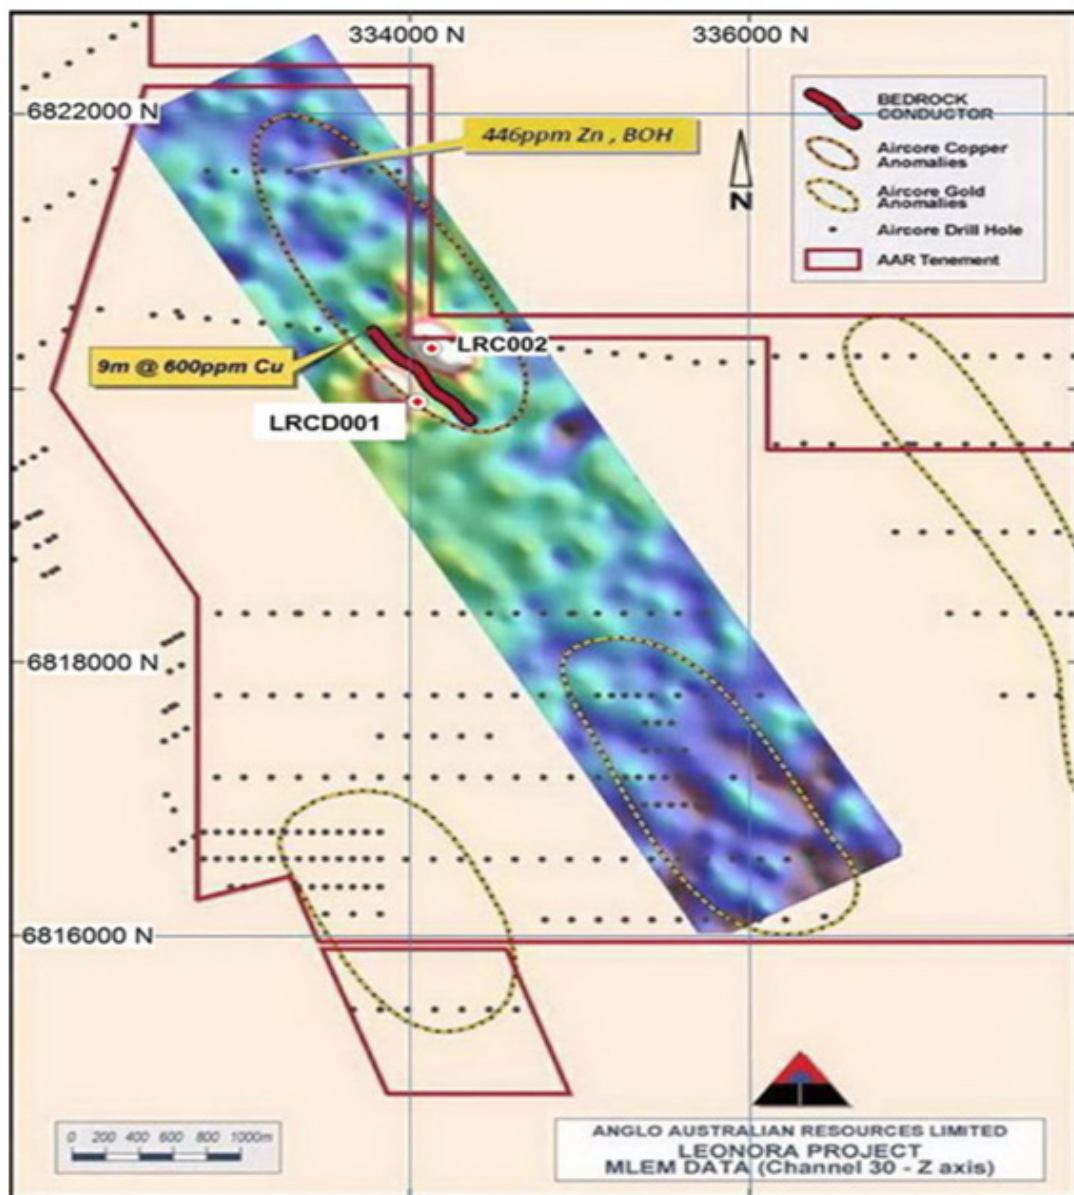 334000 N
336000 N
6822000 N
446ppm Zn , BOH
BEDROCK
CONDUCTOR
Aircore Copper
Anomalies
Aircore Gold
Anomalies
Aircore Drill Hole
AAR Tenement
N
LRC002
9m @ 600ppm Cu
LRCD001
6818000 N
6816000 N
0 200 400 600 800 1000m
ANGLO AUSTRALIAN RESOURCES LIMITED
LEONORA PROJECT
MLEM DATA (Channel 30 - Z axis)